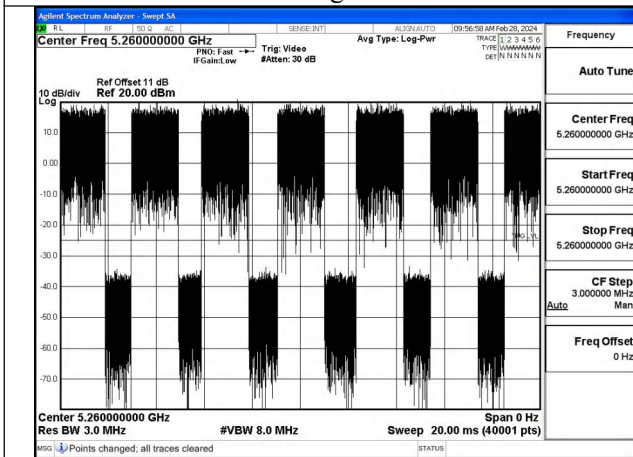 Agilent Spectrum Analyzer - Swept SA
RL RF 50 Ω AC SENSE:INT ALIGN AUTO 09:56:58 AM Feb 28, 2024
Center Freq 5.260000000 GHz
PNO: Fast
IFGain:Low
Trig: Video
#Atten: 30 dB
Avg Type: Log-Pwr
TRACE 1 2 3 4 5 6
TYPE
DET N N N N N N
Ref Offset 11 dB
10 dB/div Ref 20.00 dBm
Log
10.0
0.00
-10.0
-20.0
-30.0
-40.0
-50.0
-60.0
-70.0
Center 5.260000000 GHz Span 0 Hz
Res BW 3.0 MHz #VBW 8.0 MHz Sweep 20.00 ms (40001 pts)
MSG Points changed; all traces cleared STATUS
Frequency
Auto Tune
Center Freq
5.260000000 GHz
Start Freq
5.260000000 GHz
Stop Freq
5.260000000 GHz
CF Step
3.000000 MHz
Auto Man
Freq Offset
0 Hz